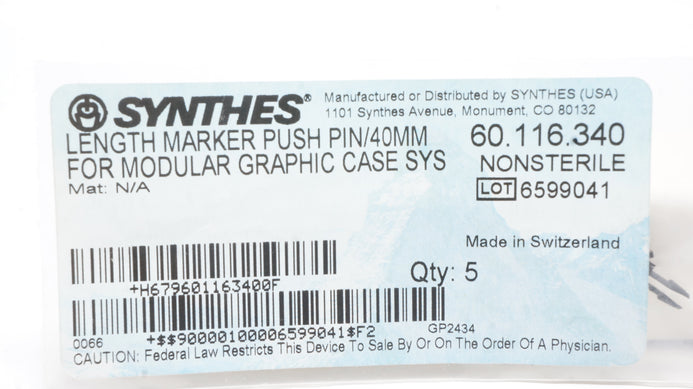 SYNTHES® Manufactured or Distributed by SYNTHES (USA)
1101 Synthes Avenue, Monument, CO 80132
LENGTH MARKER PUSH PIN/40MM 60.116.340
FOR MODULAR GRAPHIC CASE SYS NONSTERILE
Mat: N/A LOT 6599041
Made in Switzerland
Qty: 5
+H679601163400F
+$$90000100006599041$F2
0066 GP2434
CAUTION: Federal Law Restricts This Device To Sale By Or On The Order Of A Physician.